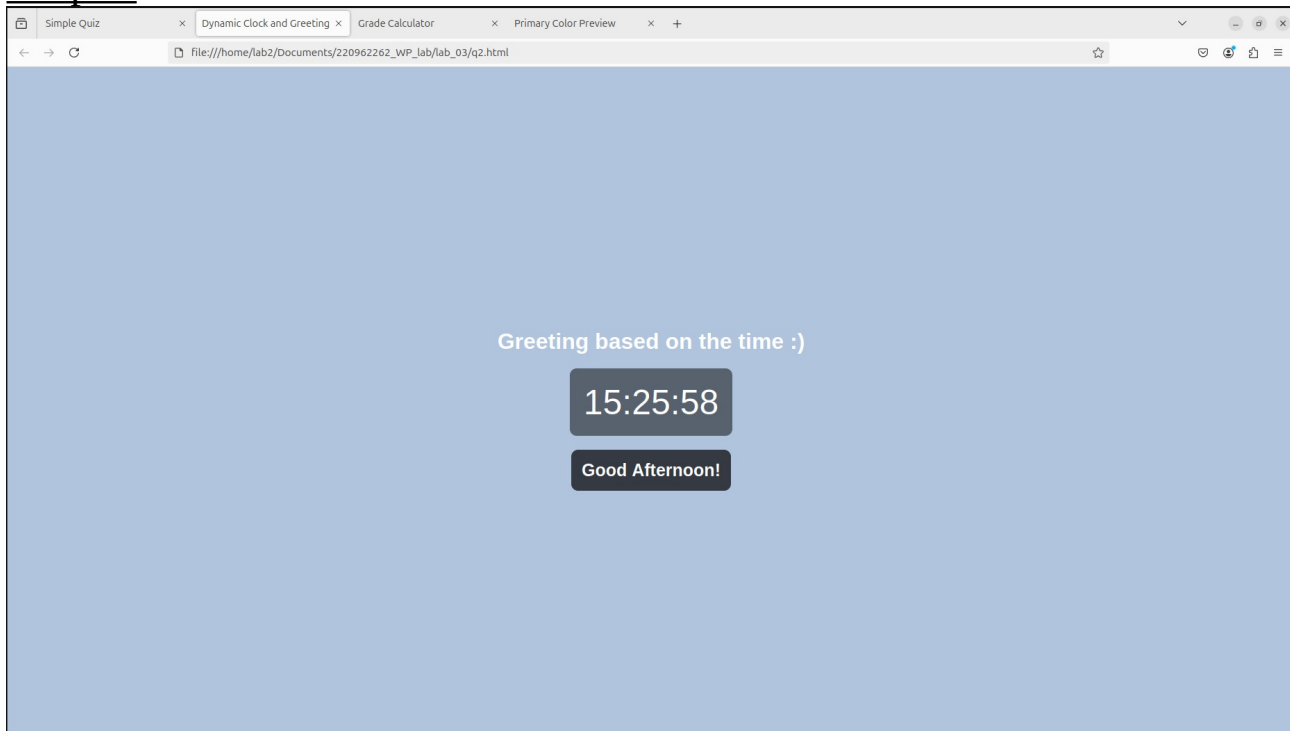 Simple Quiz
Dynamic Clock and Greeting
Grade Calculator
Primary Color Preview
file:///home/lab2/Documents/220962262_WP_lab/lab_03/q2.html
Greeting based on the time :)
15:25:58
Good Afternoon!